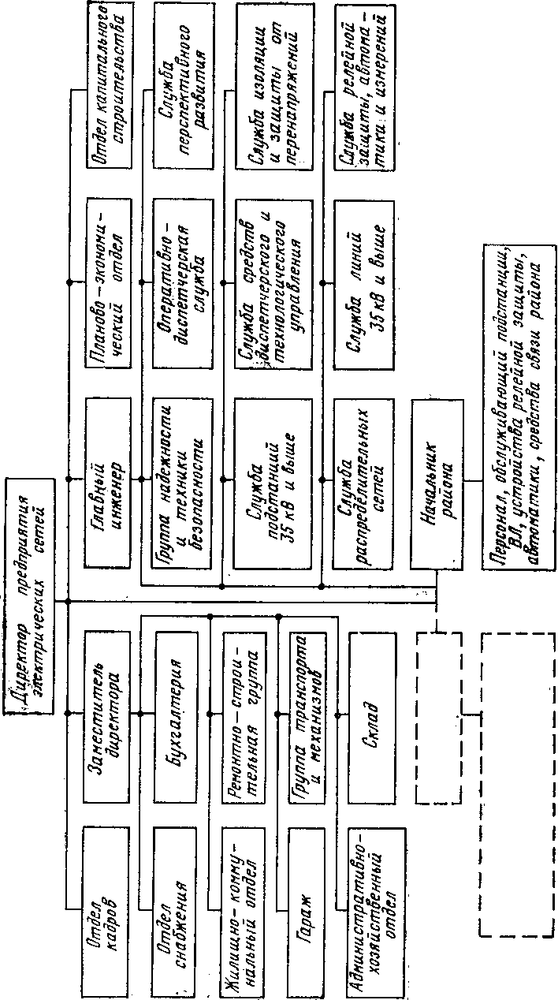 Директор предприятия
электрических сетей
Отдел
кадров
Заместитель
директора
Главный
инженер
Планово-экономи-
ческий отдел
Отдел капитального
строительства
Отдел
снабжения
Бухгалтерия
Группа надежности
и техники
безопасности
Оперативно-
диспетчерская
служба
Служба
перспективного
развития
Жилищно-комму-
нальный отдел
Ремонтно-строи-
тельная группа
Служба
подстанций
35 кВ и выше
Служба средств
диспетчерского и
технологического
управления
Служба изоляции
и защиты от
перенапряжений
Гараж
Группа транспорта
и механизмов
Служба
распределительных
сетей
Служба линий
35 кВ и выше
Служба релейной
защиты, автома-
тики и измерений
Административно-
хозяйственный
отдел
Склад
Начальник
района
Персонал, обслуживающий подстанции,
ВЛ, устройства релейной защиты,
автоматики, средства связи района